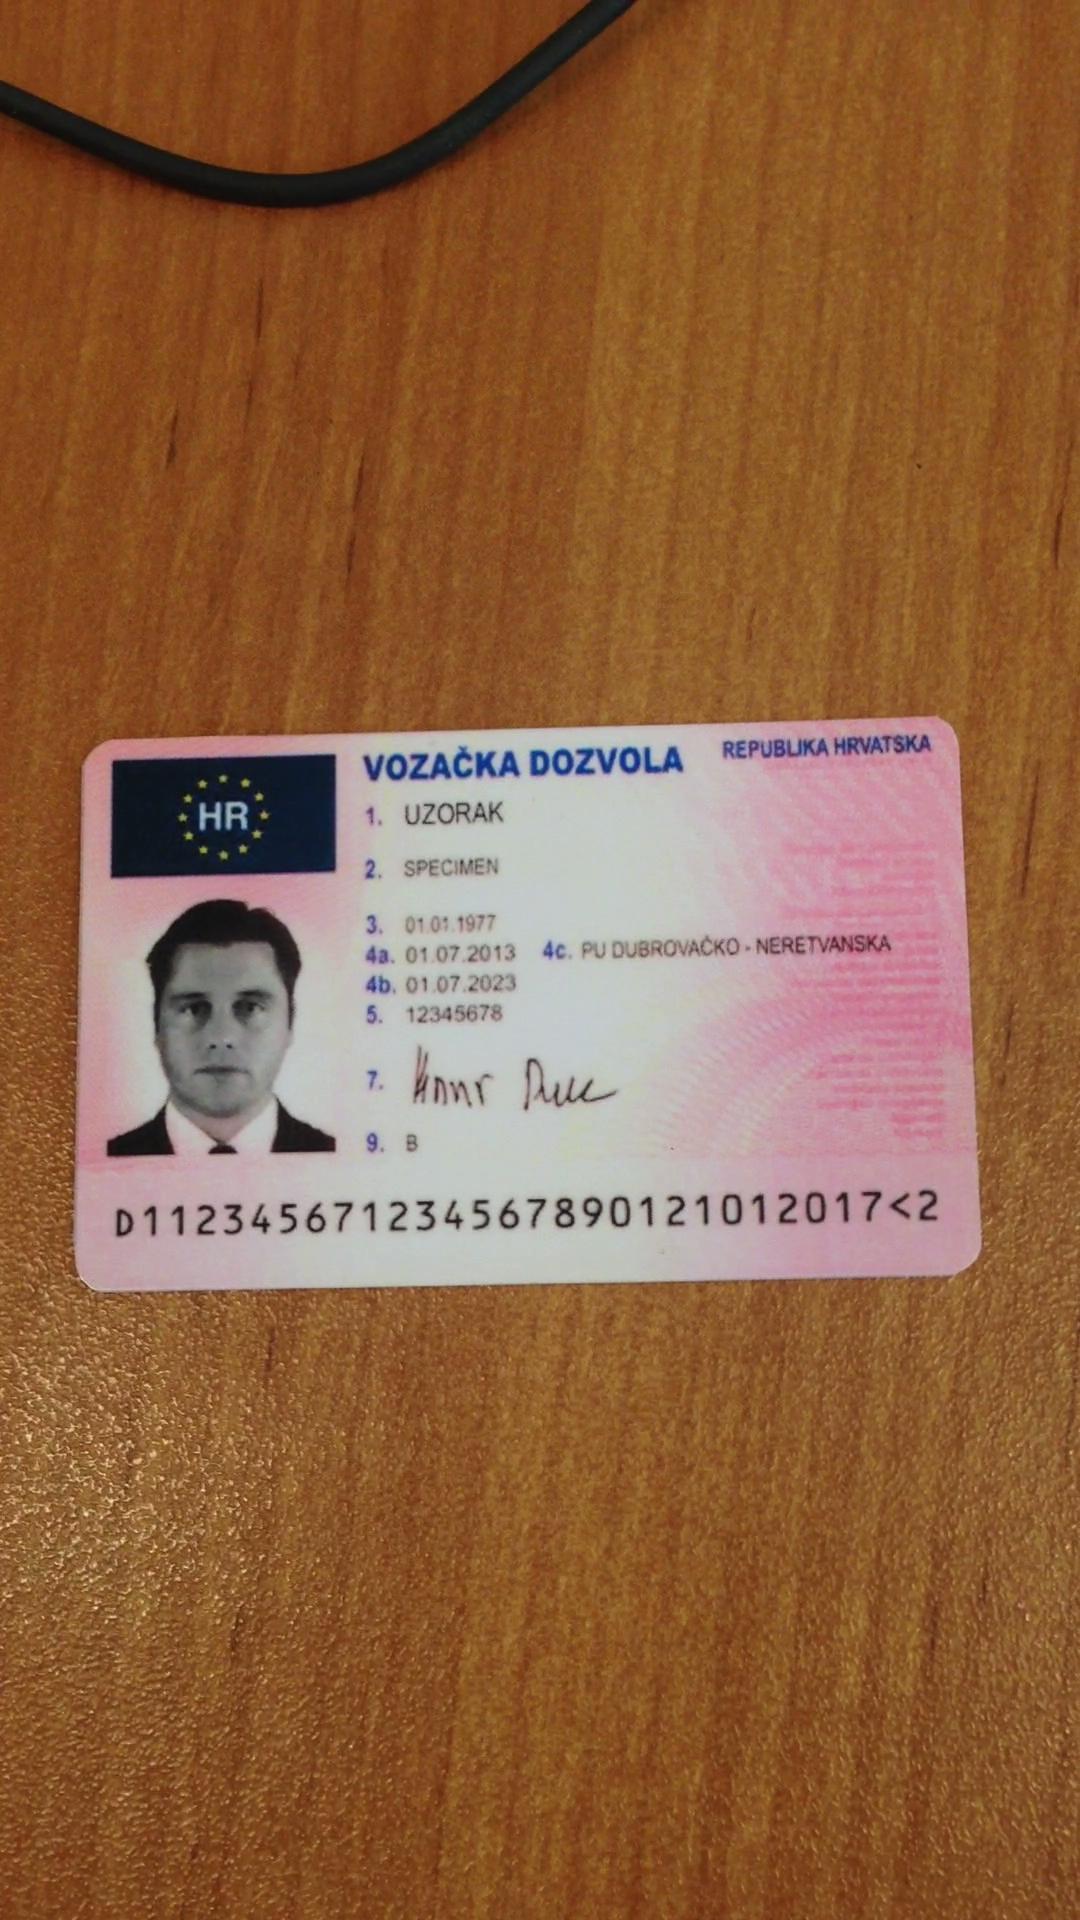 HR
VOZAČKA DOZVOLA
REPUBLIKA HRVATSKA
1. UZORAK
2. SPECIMEN
3. 01.01.1977
4a. 01.07.2013 4c. PU DUBROVAČKO - NERETVANSKA
4b. 01.07.2023
5. 12345678
7.
9. B
D112345671234567890121012017<2